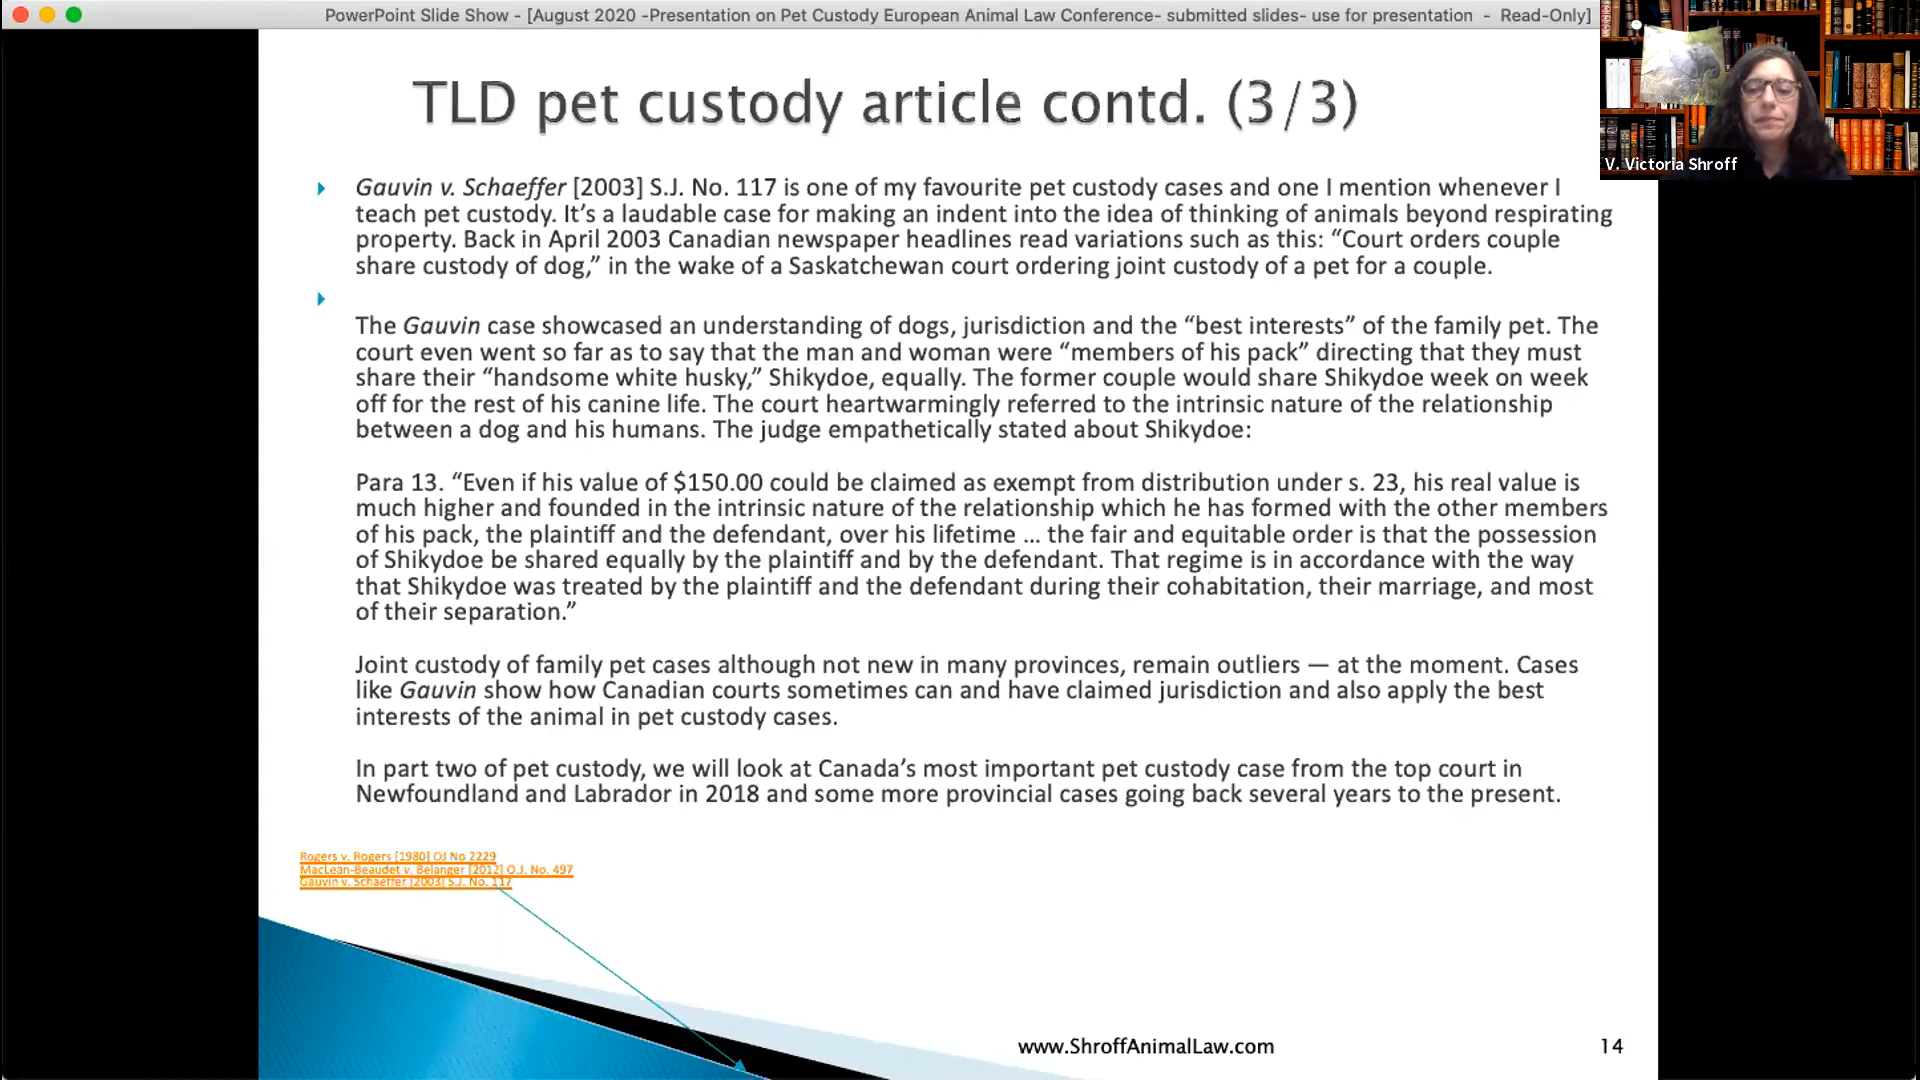 PowerPoint Slide Show - [August 2020 -Presentation on Pet Custody European Animal Law Conference- submitted slides- use for presentation - Read-Only]
V. Victoria Shroff
TLD pet custody article contd. (3/3)
Gauvin v. Schaeffer [2003] S.J. No. 117 is one of my favourite pet custody cases and one I mention whenever I
teach pet custody. It’s a laudable case for making an indent into the idea of thinking of animals beyond respirating
property. Back in April 2003 Canadian newspaper headlines read variations such as this: “Court orders couple
share custody of dog,” in the wake of a Saskatchewan court ordering joint custody of a pet for a couple.
The Gauvin case showcased an understanding of dogs, jurisdiction and the “best interests” of the family pet. The
court even went so far as to say that the man and woman were “members of his pack” directing that they must
share their “handsome white husky,” Shikydoe, equally. The former couple would share Shikydoe week on week
off for the rest of his canine life. The court heartwarmingly referred to the intrinsic nature of the relationship
between a dog and his humans. The judge empathetically stated about Shikydoe:
Para 13. “Even if his value of $150.00 could be claimed as exempt from distribution under s. 23, his real value is
much higher and founded in the intrinsic nature of the relationship which he has formed with the other members
of his pack, the plaintiff and the defendant, over his lifetime ... the fair and equitable order is that the possession
of Shikydoe be shared equally by the plaintiff and by the defendant. That regime is in accordance with the way
that Shikydoe was treated by the plaintiff and the defendant during their cohabitation, their marriage, and most
of their separation.”
Joint custody of family pet cases although not new in many provinces, remain outliers — at the moment. Cases
like Gauvin show how Canadian courts sometimes can and have claimed jurisdiction and also apply the best
interests of the animal in pet custody cases.
In part two of pet custody, we will look at Canada’s most important pet custody case from the top court in
Newfoundland and Labrador in 2018 and some more provincial cases going back several years to the present.
Rogers v. Rogers [1980] OJ No 2229
MacLean-Beaudet v. Belanger [2012] O.J. No. 497
Gauvin v. Schaeffer [2003] S.J. No. 117
www.ShroffAnimalLaw.com
14